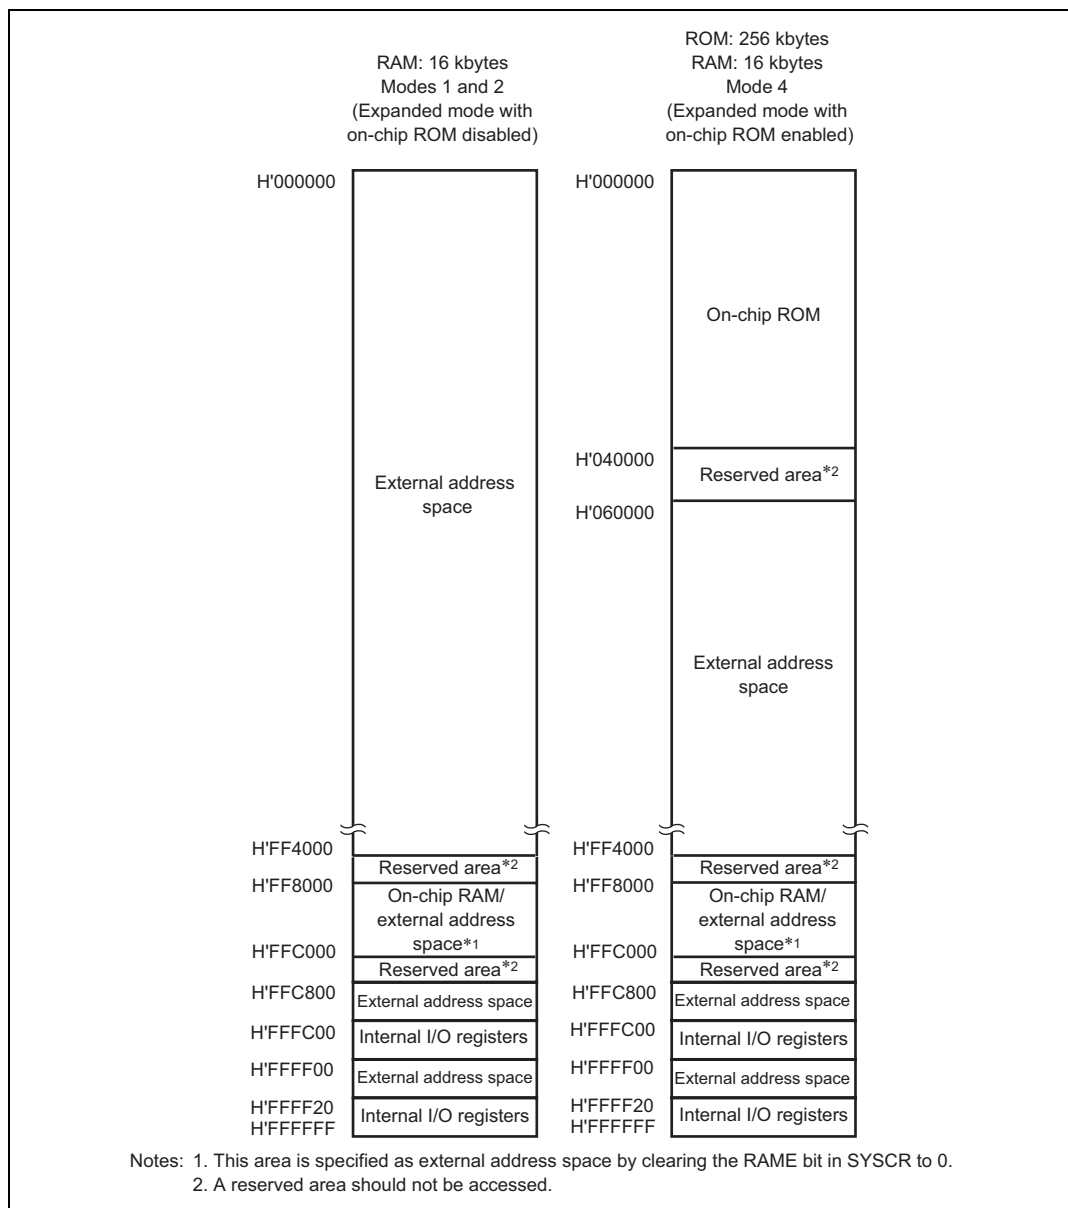 RAM: 16 kbytes
Modes 1 and 2
(Expanded mode with
on-chip ROM disabled)
H'000000
External address
space
H'FF4000
Reserved area*2
H'FF8000
On-chip RAM/
external address
space*1
H'FFC000
Reserved area*2
H'FFC800
External address space
H'FFFC00
Internal I/O registers
H'FFFF00
External address space
H'FFFF20
Internal I/O registers
H'FFFFFF
ROM: 256 kbytes
RAM: 16 kbytes
Mode 4
(Expanded mode with
on-chip ROM enabled)
H'000000
On-chip ROM
H'040000
Reserved area*2
H'060000
External address
space
H'FF4000
Reserved area*2
H'FF8000
On-chip RAM/
external address
space*1
H'FFC000
Reserved area*2
H'FFC800
External address space
H'FFFC00
Internal I/O registers
H'FFFF00
External address space
H'FFFF20
Internal I/O registers
H'FFFFFF
Notes: 1. This area is specified as external address space by clearing the RAME bit in SYSCR to 0.
2. A reserved area should not be accessed.